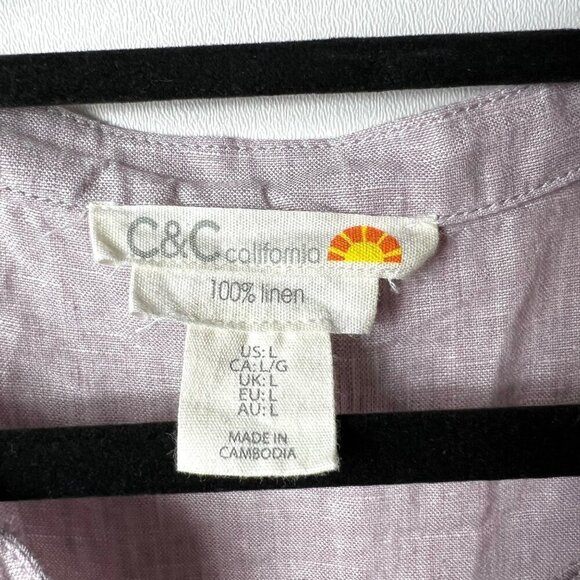 C&C california
100% linen
US: L
CA: L/G
UK: L
EU: L
AU: L
MADE IN
CAMBODIA